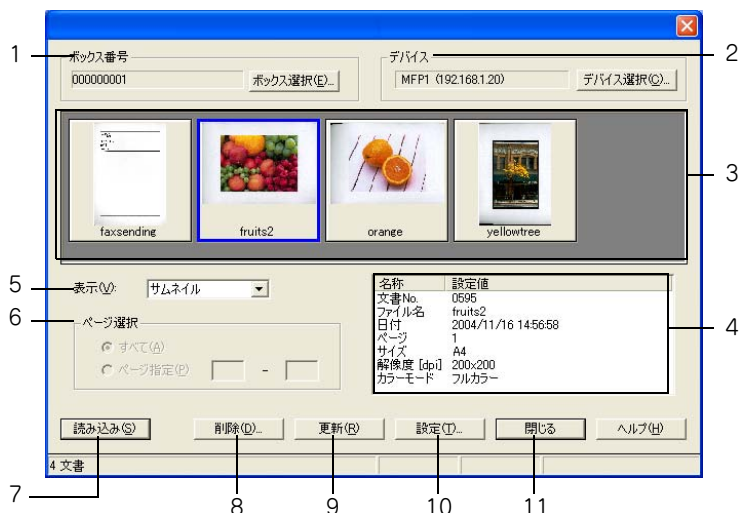 1
ボックス番号
000000001
ボックス選択(E)...
デバイス
MFP1 (192.168.1.20)
デバイス選択(C)...
2
faxsending
fruits2
orange
yellowtree
3
5
表示(V):
サムネイル
6
ページ選択
すべて(A)
ページ指定(P)
-
名称 設定値
文書No. 0595
ファイル名 fruits2
日付 2004/11/16 14:56:58
ページ 1
サイズ A4
解像度 [dpi] 200x200
カラーモード フルカラー
4
読み込み(S)
削除(D)...
更新(R)
設定(T)...
閉じる
ヘルプ(H)
4 文書
7
8
9
10
11